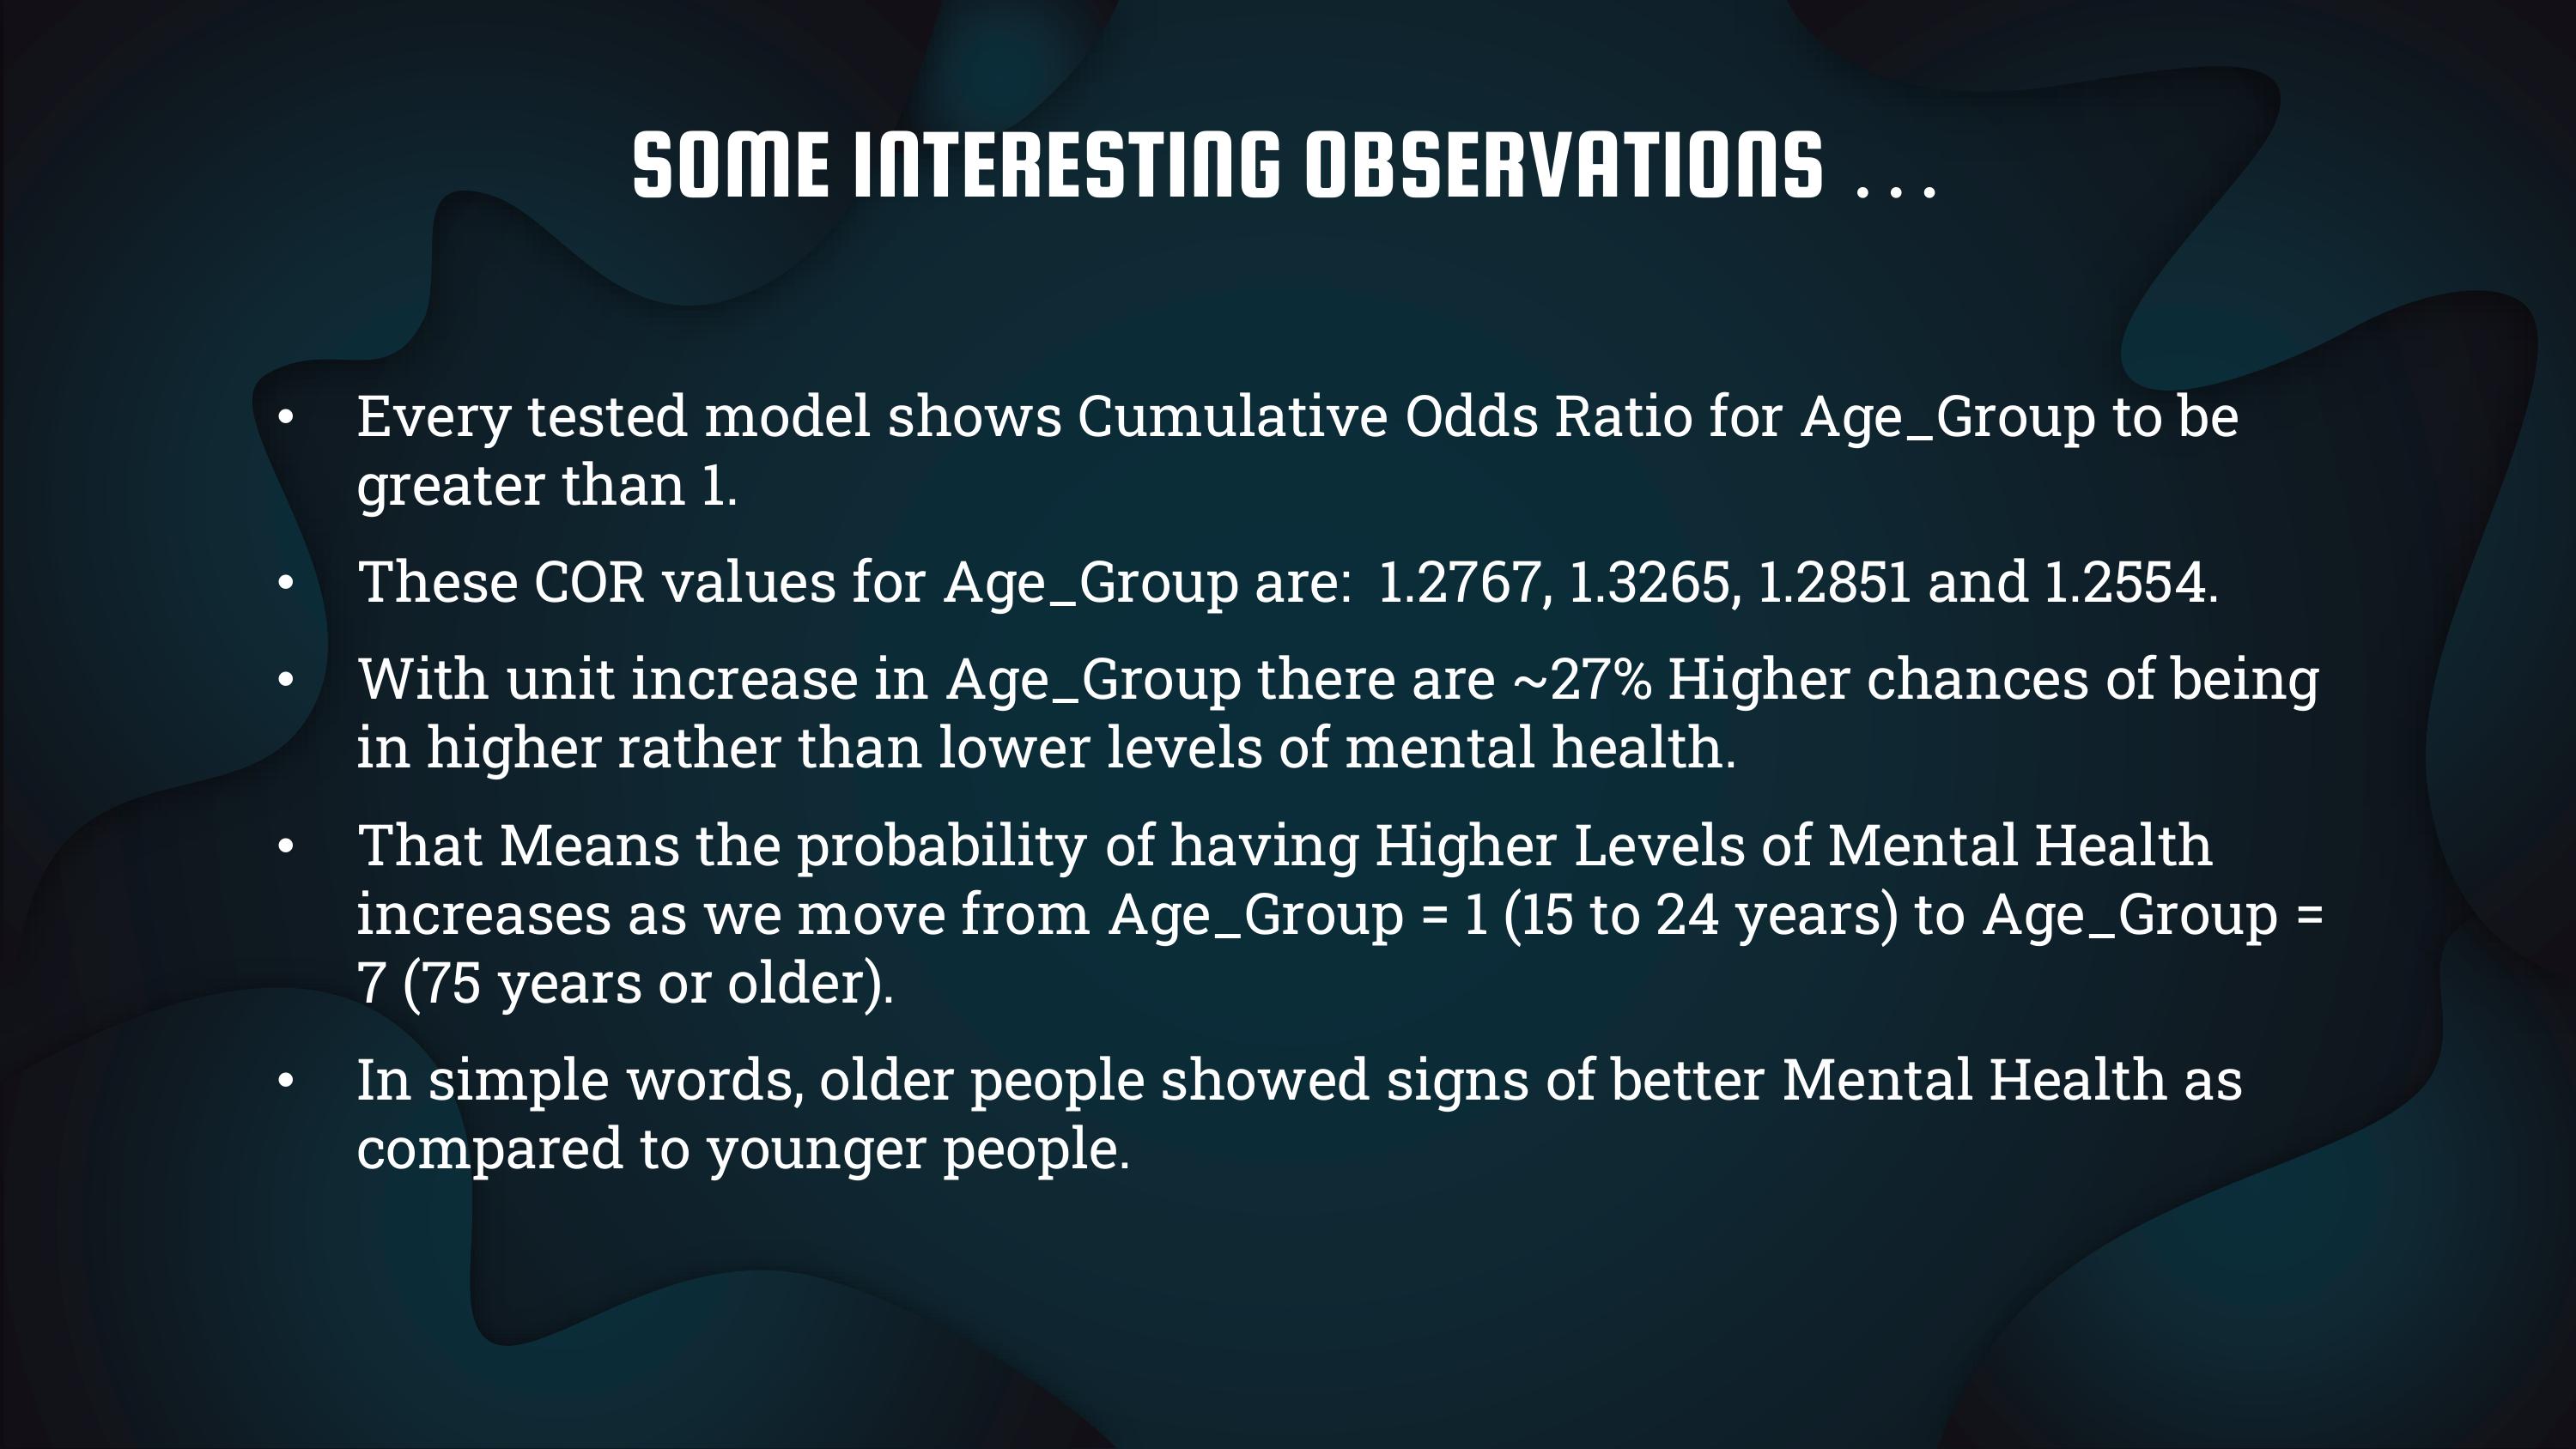 SOME INTERESTING OBSERVATIONS ...
• Every tested model shows Cumulative Odds Ratio for Age_Group to be
greater than 1.
• These COR values for Age_Group are: 1.2767, 1.3265, 1.2851 and 1.2554.
• With unit increase in Age_Group there are ~27% Higher chances of being
in higher rather than lower levels of mental health.
• That Means the probability of having Higher Levels of Mental Health
increases as we move from Age_Group = 1 (15 to 24 years) to Age_Group =
7 (75 years or older).
• In simple words, older people showed signs of better Mental Health as
compared to younger people.